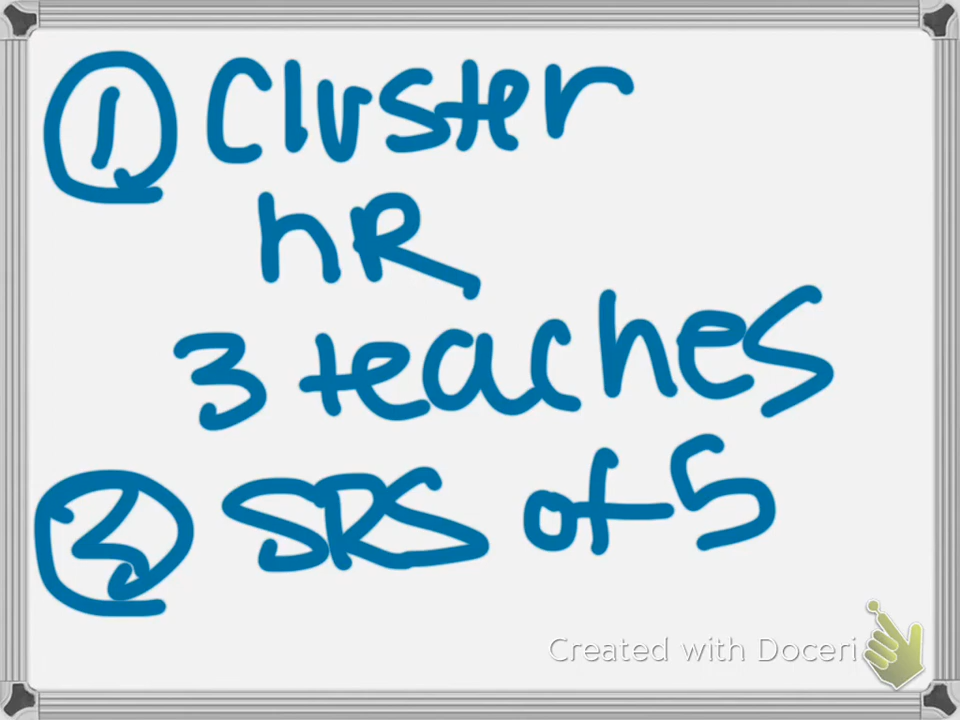 ① Cluster
hR
3 teaches
② SRS of 5
Created with Doceri